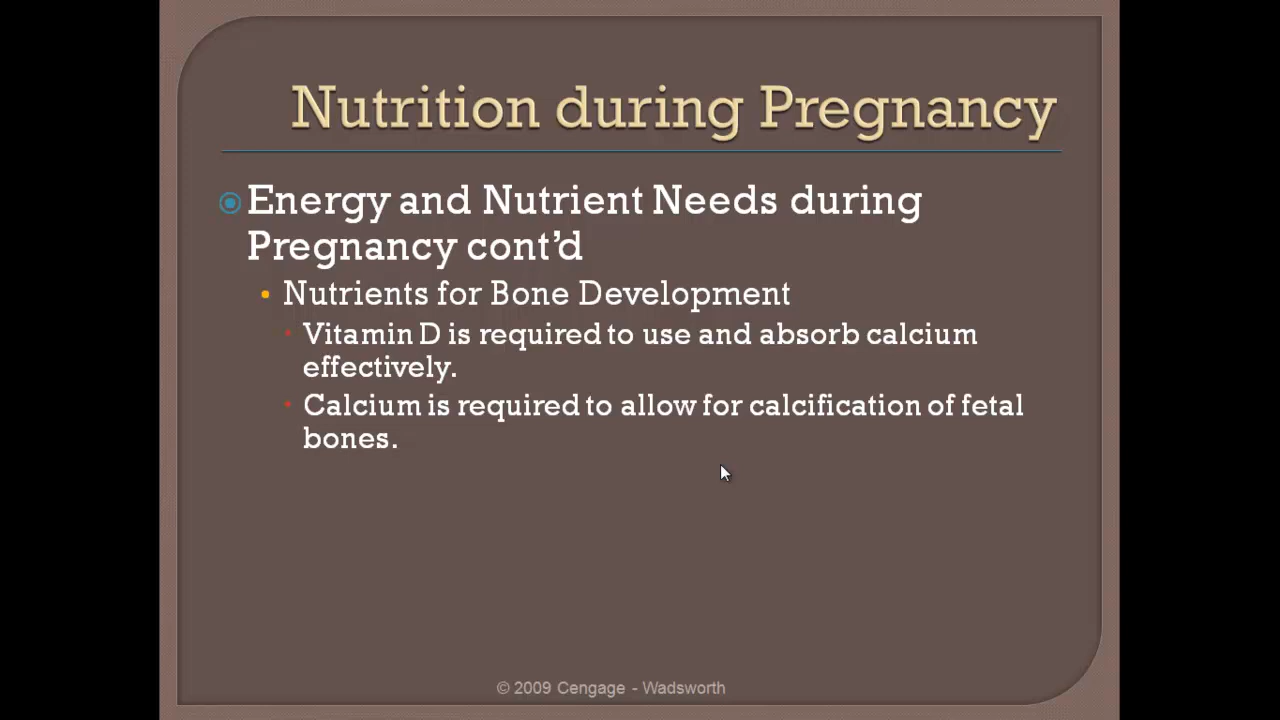 Nutrition during Pregnancy
Energy and Nutrient Needs during
Pregnancy cont’d
Nutrients for Bone Development
Vitamin D is required to use and absorb calcium
effectively.
Calcium is required to allow for calcification of fetal
bones.
© 2009 Cengage - Wadsworth